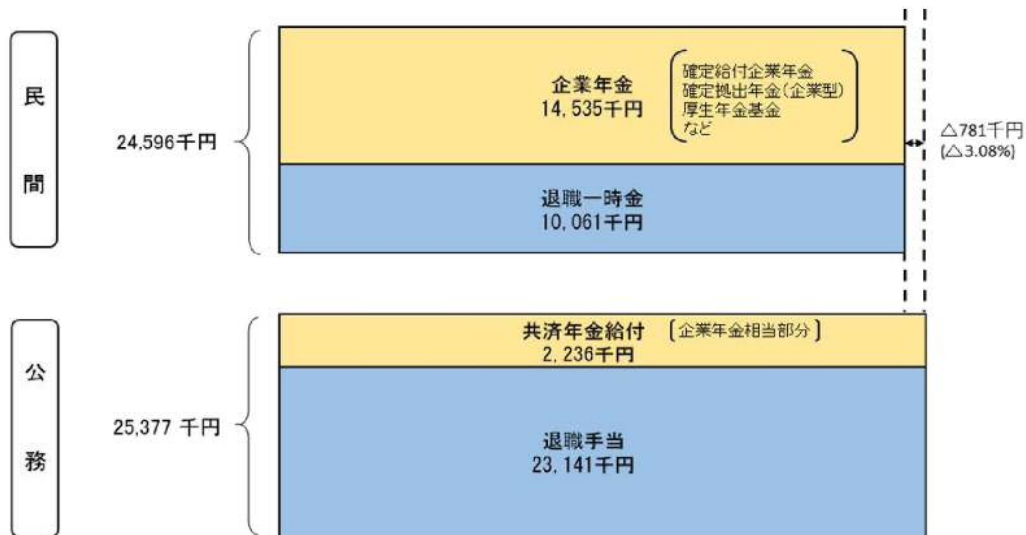 民間
24,596千円
企業年金
14,535千円
確定給付企業年金
確定拠出年金(企業型)
厚生年金基金
など
退職一時金
10,061千円
△781千円
(△3.08%)
公務
25,377 千円
共済年金給付 〔企業年金相当部分〕
2,236千円
退職手当
23,141千円